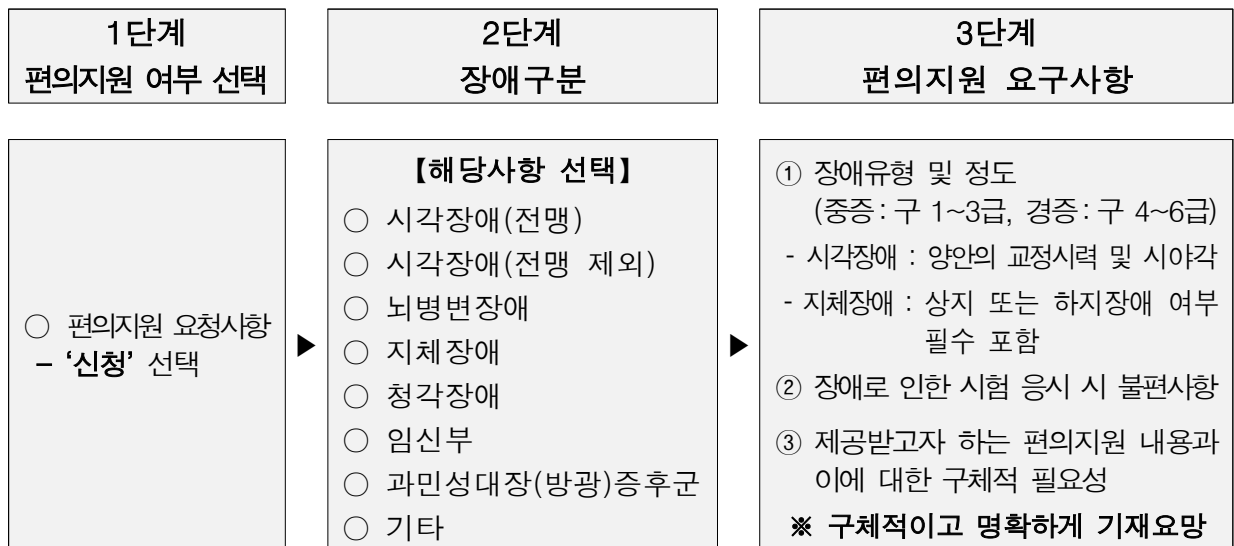 1단계
편의지원 여부 선택
2단계
장애구분
3단계
편의지원 요구사항
○ 편의지원 요청사항
– ‘신청’ 선택
▶
【해당사항 선택】
○ 시각장애(전맹)
○ 시각장애(전맹 제외)
○ 뇌병변장애
○ 지체장애
○ 청각장애
○ 임신부
○ 과민성대장(방광)증후군
○ 기타
▶
① 장애유형 및 정도
(중증 : 구 1~3급, 경증 : 구 4~6급)
- 시각장애 : 양안의 교정시력 및 시야각
- 지체장애 : 상지 또는 하지장애 여부
필수 포함
② 장애로 인한 시험 응시 시 불편사항
③ 제공받고자 하는 편의지원 내용과
이에 대한 구체적 필요성
※ 구체적이고 명확하게 기재요망